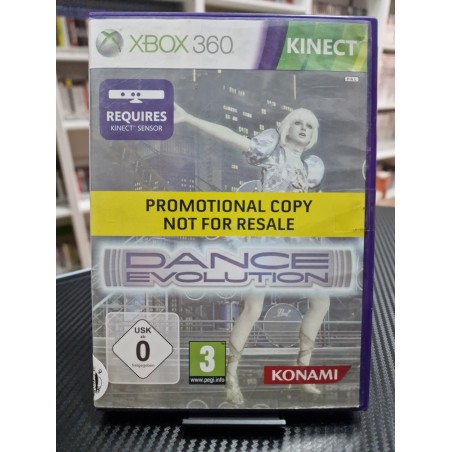 XBOX 360
KINECT
REQUIRES
KINECT SENSOR
PROMOTIONAL COPY
NOT FOR RESALE
DANCE
EVOLUTION
USK
ab
0
3
www.pegi.info
KONAMI